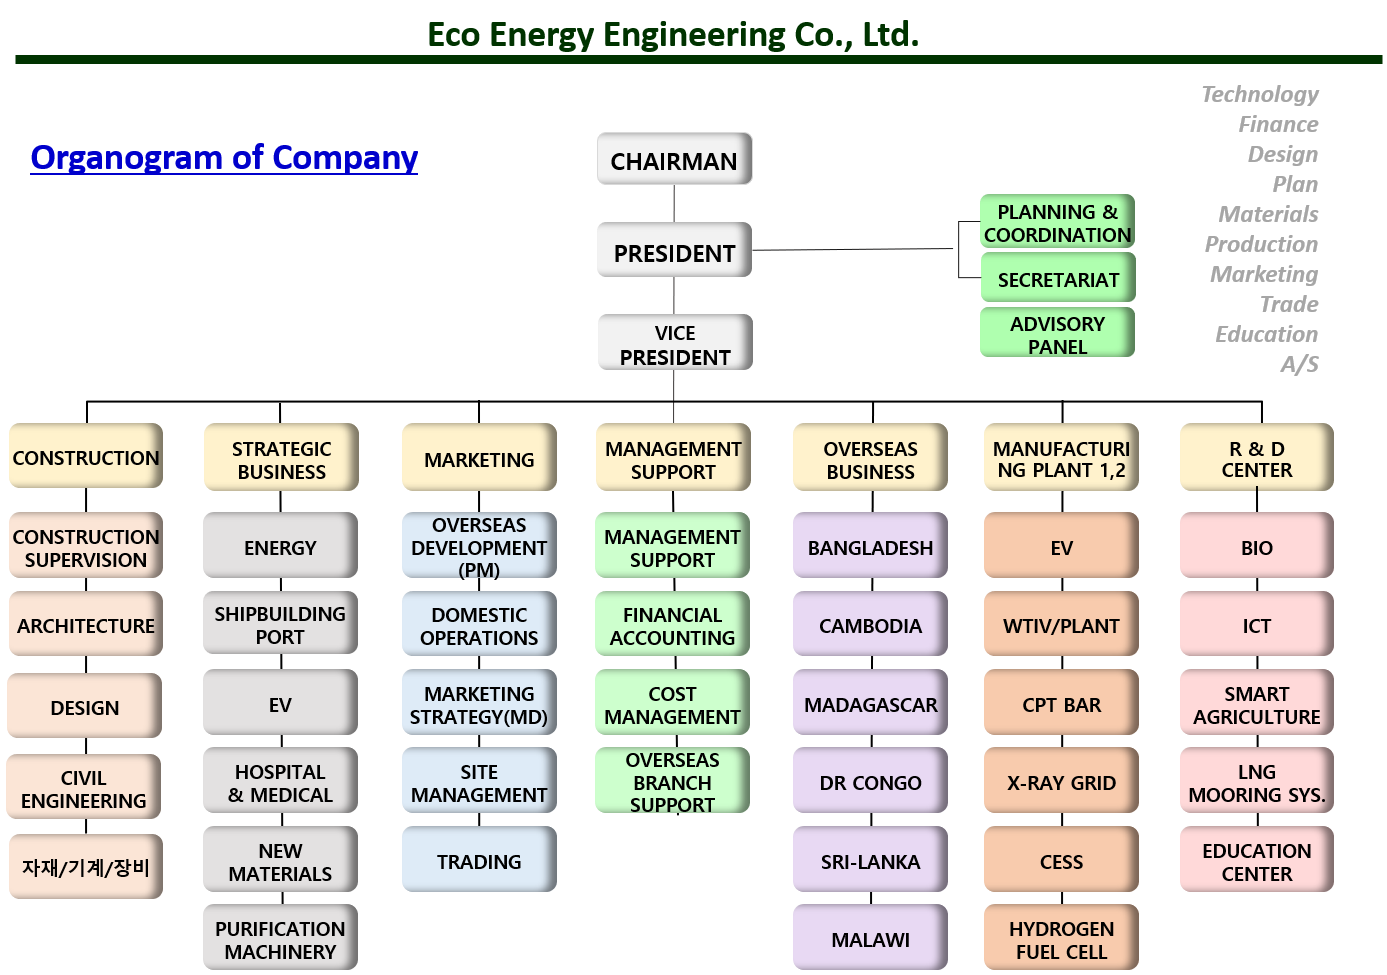 Eco Energy Engineering Co., Ltd.
Organogram of Company
Technology
Finance
Design
Plan
Materials
Production
Marketing
Trade
Education
A/S
CHAIRMAN
PRESIDENT
VICE
PRESIDENT
PLANNING &
COORDINATION
SECRETARIAT
ADVISORY
PANEL
CONSTRUCTION
CONSTRUCTION
SUPERVISION
ARCHITECTURE
DESIGN
CIVIL
ENGINEERING
자재/기계/장비
STRATEGIC
BUSINESS
ENERGY
SHIPBUILDING
PORT
EV
HOSPITAL
& MEDICAL
NEW
MATERIALS
PURIFICATION
MACHINERY
MARKETING
OVERSEAS
DEVELOPMENT
(PM)
DOMESTIC
OPERATIONS
MARKETING
STRATEGY(MD)
SITE
MANAGEMENT
TRADING
MANAGEMENT
SUPPORT
MANAGEMENT
SUPPORT
FINANCIAL
ACCOUNTING
COST
MANAGEMENT
OVERSEAS
BRANCH
SUPPORT
OVERSEAS
BUSINESS
BANGLADESH
CAMBODIA
MADAGASCAR
DR CONGO
SRI-LANKA
MALAWI
MANUFACTURI
NG PLANT 1,2
EV
WTIV/PLANT
CPT BAR
X-RAY GRID
CESS
HYDROGEN
FUEL CELL
R & D
CENTER
BIO
ICT
SMART
AGRICULTURE
LNG
MOORING SYS.
EDUCATION
CENTER